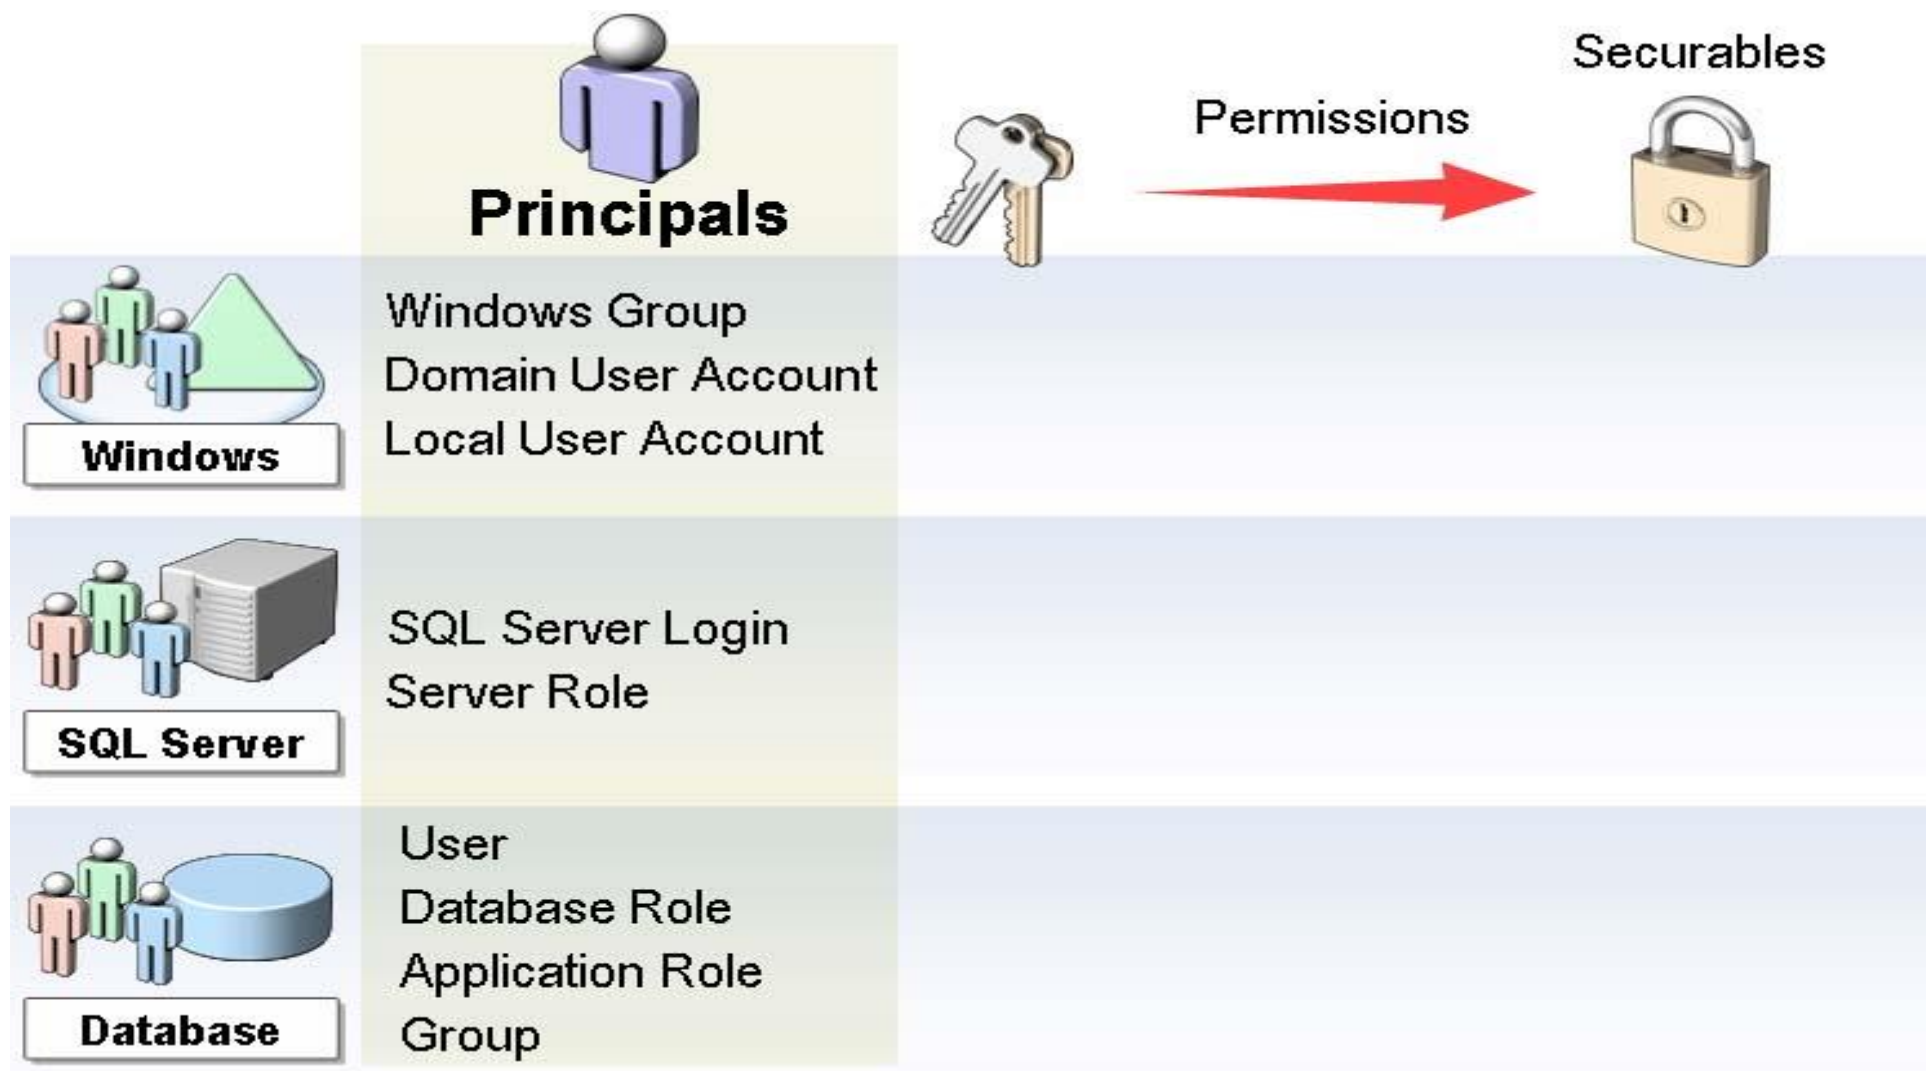 Securables
Permissions
Principals
Windows Group
Domain User Account
Local User Account
Windows
SQL Server Login
Server Role
SQL Server
User
Database Role
Application Role
Group
Database